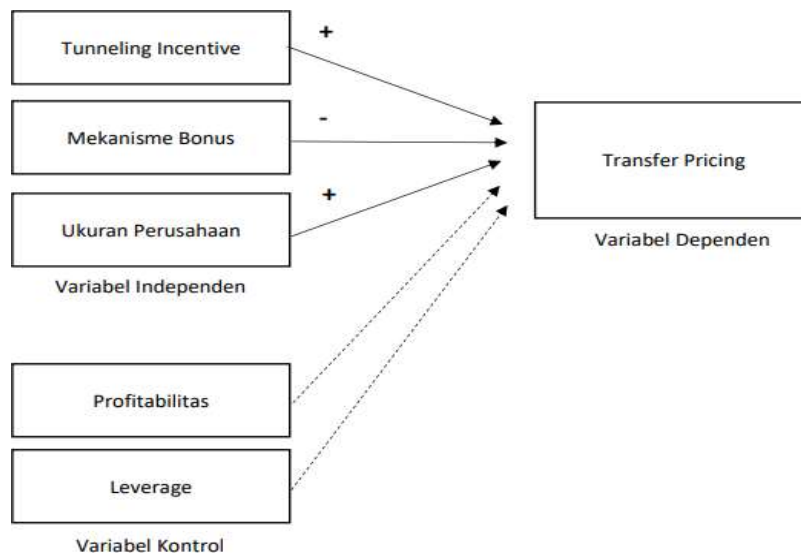 Tunneling Incentive
+
Mekanisme Bonus
-
Ukuran Perusahaan
+
Variabel Independen
Transfer Pricing
Variabel Dependen
Profitabilitas
Leverage
Variabel Kontrol